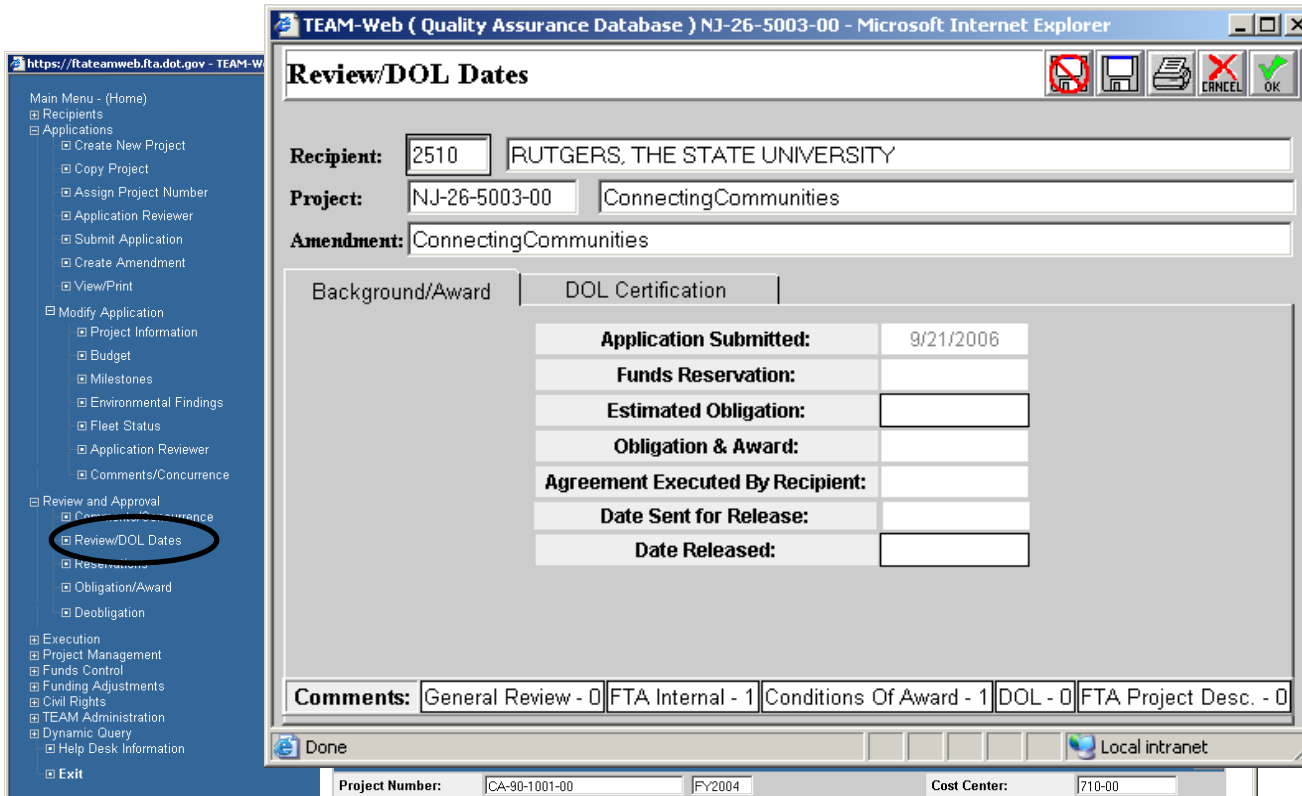 https://ftateamweb.fta.dot.gov - TEAM-W
Main Menu - (Home)
Recipients
Applications
Create New Project
Copy Project
Assign Project Number
Application Reviewer
Submit Application
Create Amendment
View/Print
Modify Application
Project Information
Budget
Milestones
Environmental Findings
Fleet Status
Application Reviewer
Comments/Concurrence
Review and Approval
Comments/Concurrence
Review/DOL Dates
Reservations
Obligation/Award
Deobligation
Execution
Project Management
Funds Control
Funding Adjustments
Civil Rights
TEAM Administration
Dynamic Query
Help Desk Information
Exit
TEAM-Web ( Quality Assurance Database ) NJ-26-5003-00 - Microsoft Internet Explorer
Review/DOL Dates
CANCEL OK
Recipient: 2510 RUTGERS, THE STATE UNIVERSITY
Project: NJ-26-5003-00 ConnectingCommunities
Amendment: ConnectingCommunities
Background/Award DOL Certification
Application Submitted: 9/21/2006
Funds Reservation:
Estimated Obligation:
Obligation & Award:
Agreement Executed By Recipient:
Date Sent for Release:
Date Released:
Comments: General Review - 0 FTA Internal - 1 Conditions Of Award - 1 DOL - 0 FTA Project Desc. - 0
Done Local intranet
Project Number: CA-90-1001-00 FY2004 Cost Center: 710-00